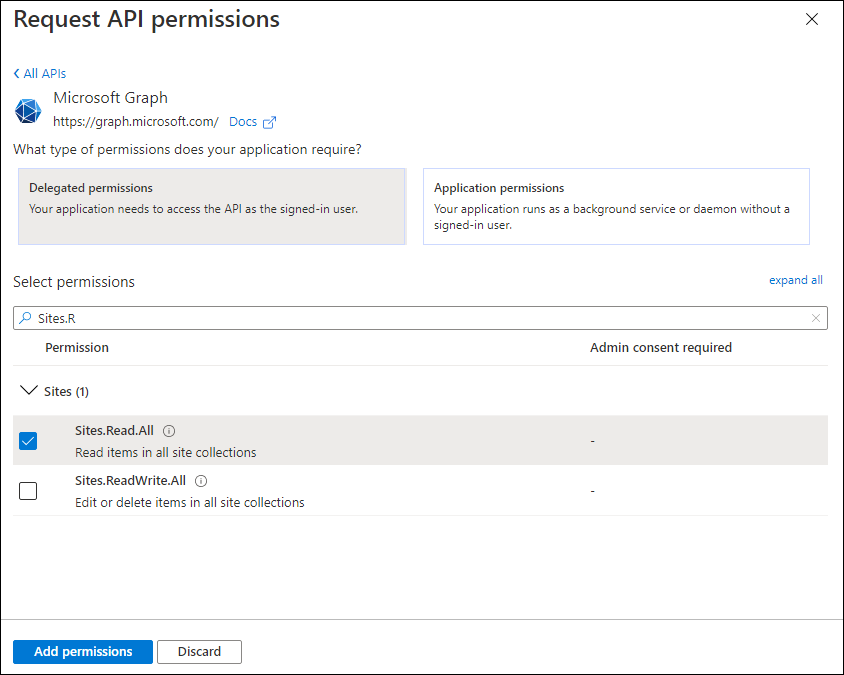 Request API permissions
All APIs
Microsoft Graph
https://graph.microsoft.com/ Docs
What type of permissions does your application require?
Delegated permissions
Your application needs to access the API as the signed-in user.
Application permissions
Your application runs as a background service or daemon without a
signed-in user.
Select permissions
expand all
Sites.R
Permission Admin consent required
Sites (1)
Sites.Read.All
Read items in all site collections
-
Sites.ReadWrite.All
Edit or delete items in all site collections
-
Add permissions Discard